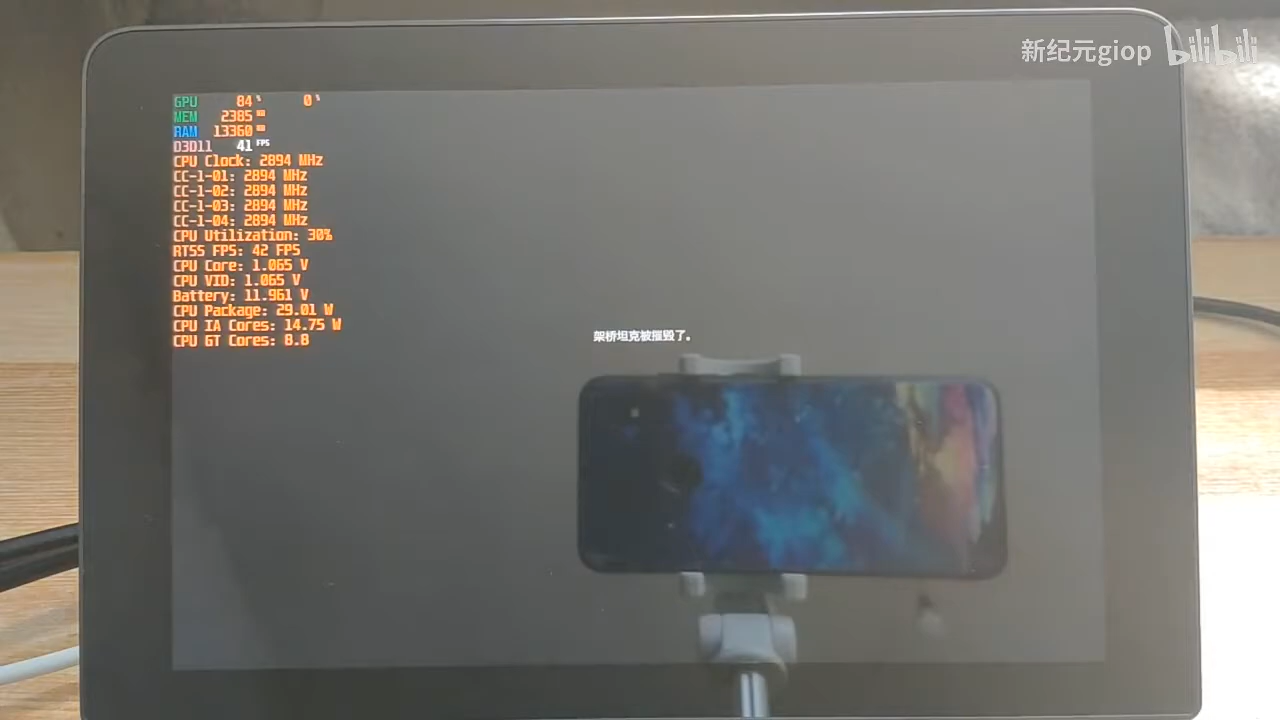 新纪元giop bilibili
GPU 84 % 0 %
MEM 2385 MB
RAM 13360 MB
D3D11 41 FPS
CPU Clock: 2894 MHz
CC-1-01: 2894 MHz
CC-1-02: 2894 MHz
CC-1-03: 2894 MHz
CC-1-04: 2894 MHz
CPU Utilization: 30%
RTSS FPS: 42 FPS
CPU Core: 1.065 V
CPU VID: 1.065 V
Battery: 11.961 V
CPU Package: 29.01 W
CPU IA Cores: 14.75 W
CPU GT Cores: 8.8
架桥坦克被摧毁了。